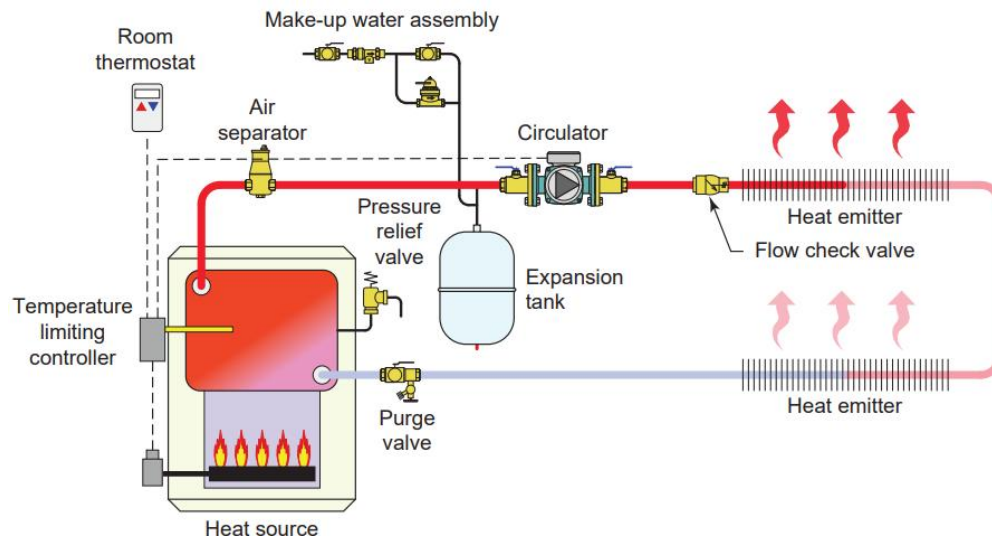 Make-up water assembly
Room
thermostat
Air
separator
Circulator
Pressure
relief
valve
Heat emitter
Flow check valve
Expansion
tank
Temperature
limiting
controller
Heat emitter
Purge
valve
Heat source